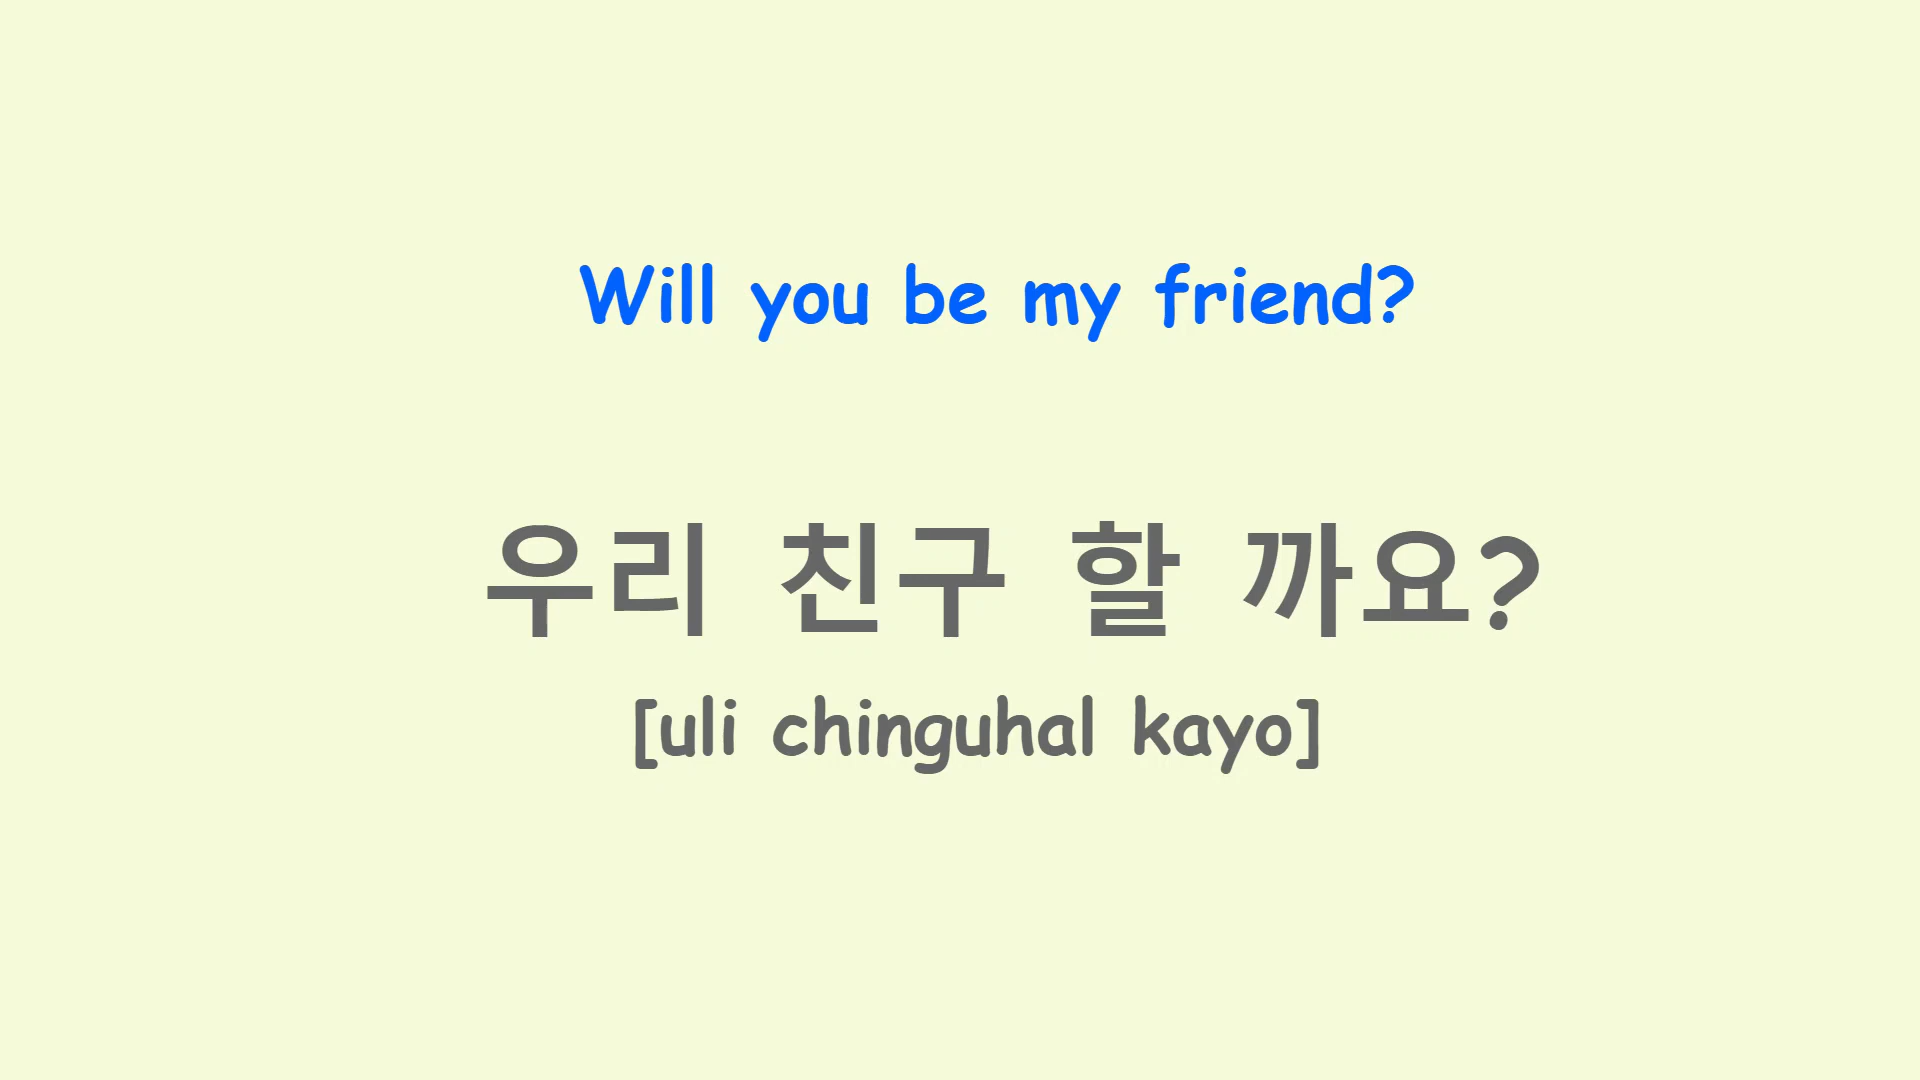 Will you be my friend?
우리 친구 할 까요?
[uli chinguhal kayo]